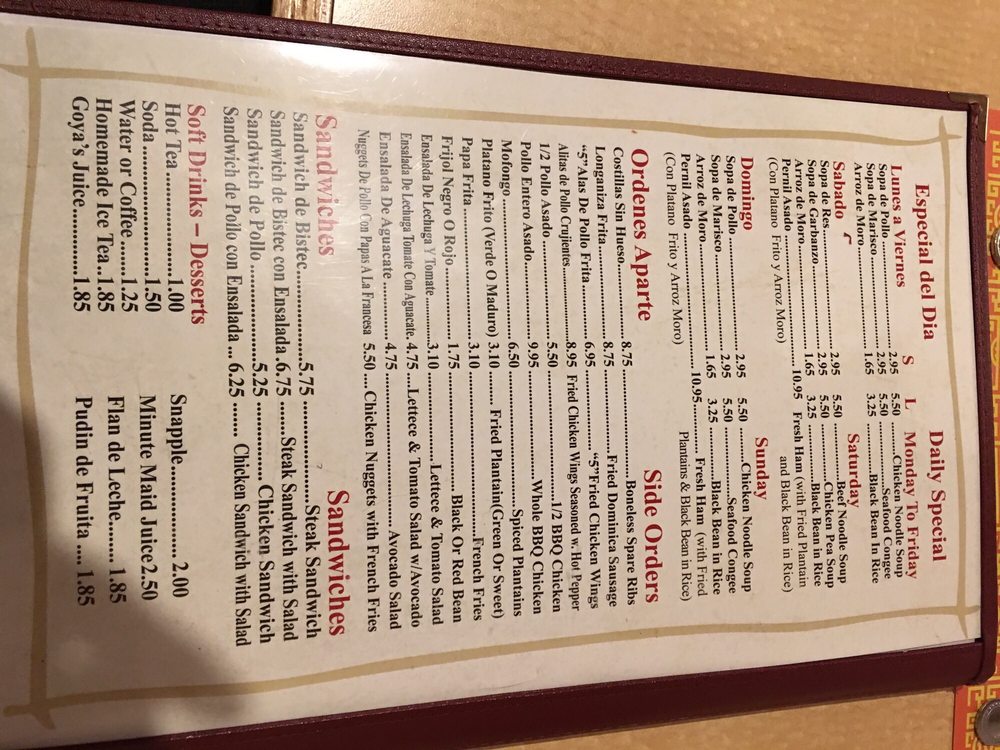 Especial del Dia Daily Special
Lunes a Viernes S L Monday To Friday
Sopa de Pollo 2.95 5.50 Chicken Noodle Soup
Sopa de Marisco 2.95 5.50 Seafood Congee
Arroz de Moro 1.65 3.25 Black Bean In Rice
Sabado Saturday
Sopa de Res 2.95 5.50 Beef Noodle Soup
Sopa de Garbanzo 2.95 5.50 Chicken Pea Soup
Arroz de Moro 1.65 3.25 Black Bean in Rice
Pernil Asado 10.95 Fresh Ham (with Fried Plantain
(Con Platano Frito y Arroz Moro) and Black Bean in Rice)
Domingo Sunday
Sopa de Pollo 2.95 5.50 Chicken Noodle Soup
Sopa de Marisco 2.95 5.50 Seafood Congee
Arroz de Moro 1.65 3.25 Black Bean in Rice
Pernil Asado 10.95 Fresh Ham (with Fried
(Con Platano Frito y Arroz Moro) Plantains & Black Bean in Rice)
Ordenes Aparte Side Orders
Costillas Sin Hueso 8.75 Boneless Spare Ribs
Longaniza Frita 8.75 Fried Dominica Sausage
"5"Alas De Pollo Frita 6.95 "5"Fried Chicken Wings
Alitas de Pollo Crujientes 8.95 Fried Chicken Wings Seasoned w. Hot Pepper
1/2 Pollo Asado 5.50 1/2 BBQ Chicken
Pollo Entero Asado 9.95 Whole BBQ Chicken
Mofongo 6.50 Spiced Plantains
Platano Frito (Verde O Maduro) 3.10 Fried Plantain(Green Or Sweet)
Papa Frita 3.10 French Fries
Frijol Negro O Rojo 1.75 Black Or Red Bean
Ensalada De Lechuga Y Tomate 3.10 Lettece & Tomato Salad
Ensalada De Lechuga Tomate Con Aguacate 4.75 Lettece & Tomato Salad w/Avocado
Ensalada De Aguacate 4.75 Avocado Salad
Nuggets De Pollo Con Papas A La Francesa 5.50 Chicken Nuggets with French Fries
Sandwiches Sandwiches
Sandwich de Bistec 5.75 Steak Sandwich
Sandwich de Bistec con Ensalada 6.75 Steak Sandwich with Salad
Sandwich de Pollo 5.25 Chicken Sandwich
Sandwich de Pollo con Ensalada 6.25 Chicken Sandwich with Salad
Soft Drinks – Desserts
Hot Tea 1.00 Snapple 2.00
Soda 1.50 Minute Maid Juice 2.50
Water or Coffee 1.25 Flan de Leche 1.85
Homemade Ice Tea 1.85 Pudin de Fruita 1.85
Goya's Juice 1.85